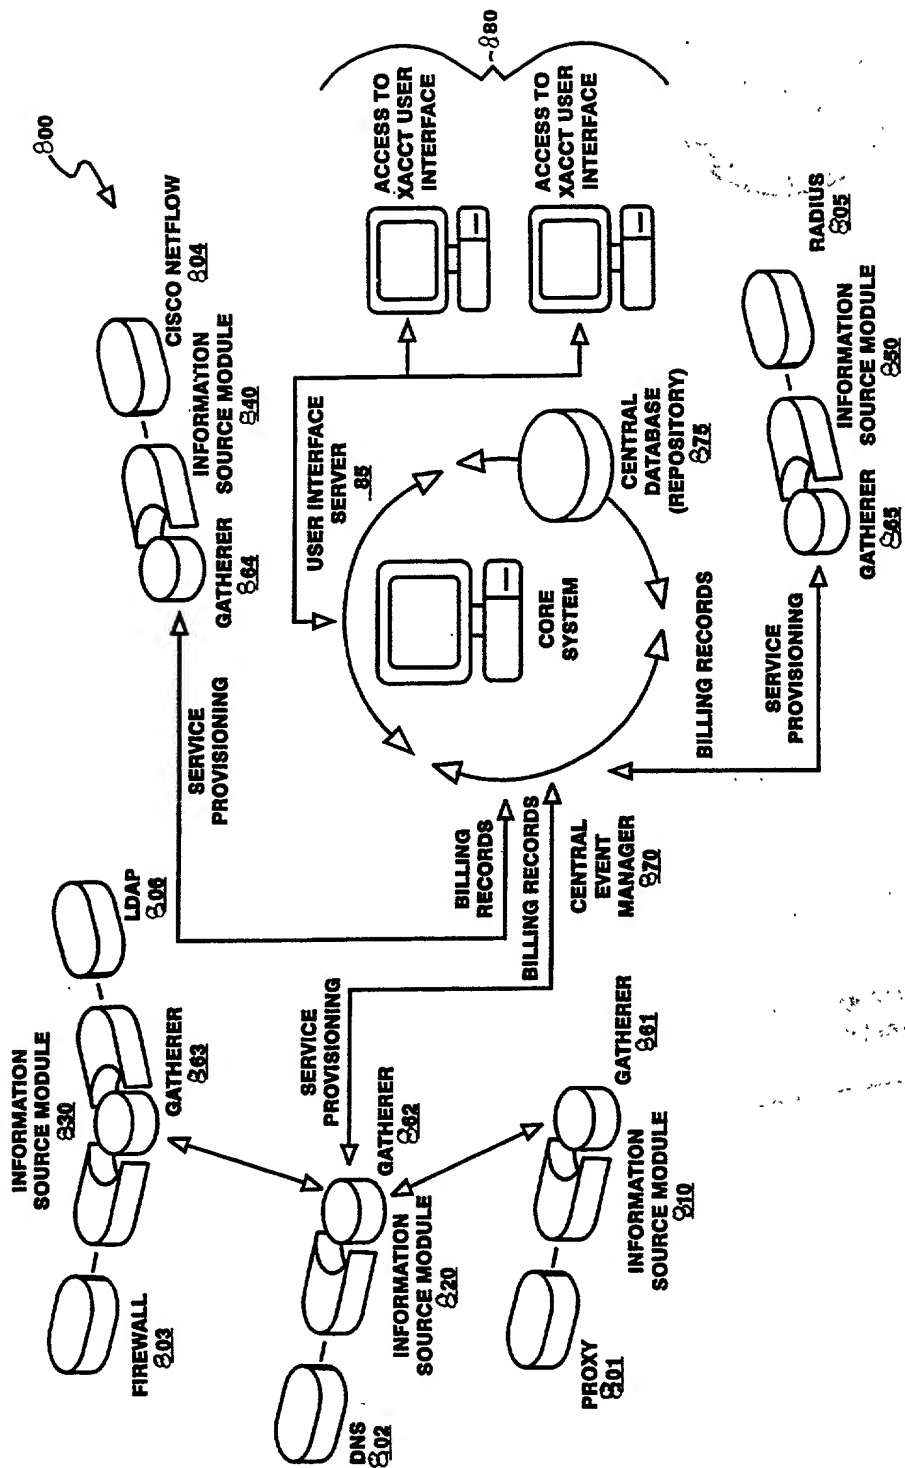 INFORMATION
SOURCE MODULE
830
FIREWALL
803
GATHERER
863
LDAP
806
CISCO NETFLOW
804
INFORMATION
SOURCE MODULE
840
GATHERER
864
800
SERVICE
PROVISIONING
DNS
802
INFORMATION
SOURCE MODULE
820
GATHERER
862
SERVICE
PROVISIONING
BILLING
RECORDS
BILLING RECORDS
USER INTERFACE
SERVER
85
CORE
SYSTEM
ACCESS TO
XACCT USER
INTERFACE
ACCESS TO
XACCT USER
INTERFACE
880
PROXY
801
INFORMATION
SOURCE MODULE
810
GATHERER
861
CENTRAL
EVENT
MANAGER
870
CENTRAL
DATABASE
(REPOSITORY)
875
BILLING RECORDS
SERVICE
PROVISIONING
GATHERER
865
INFORMATION
SOURCE MODULE
850
RADIUS
805